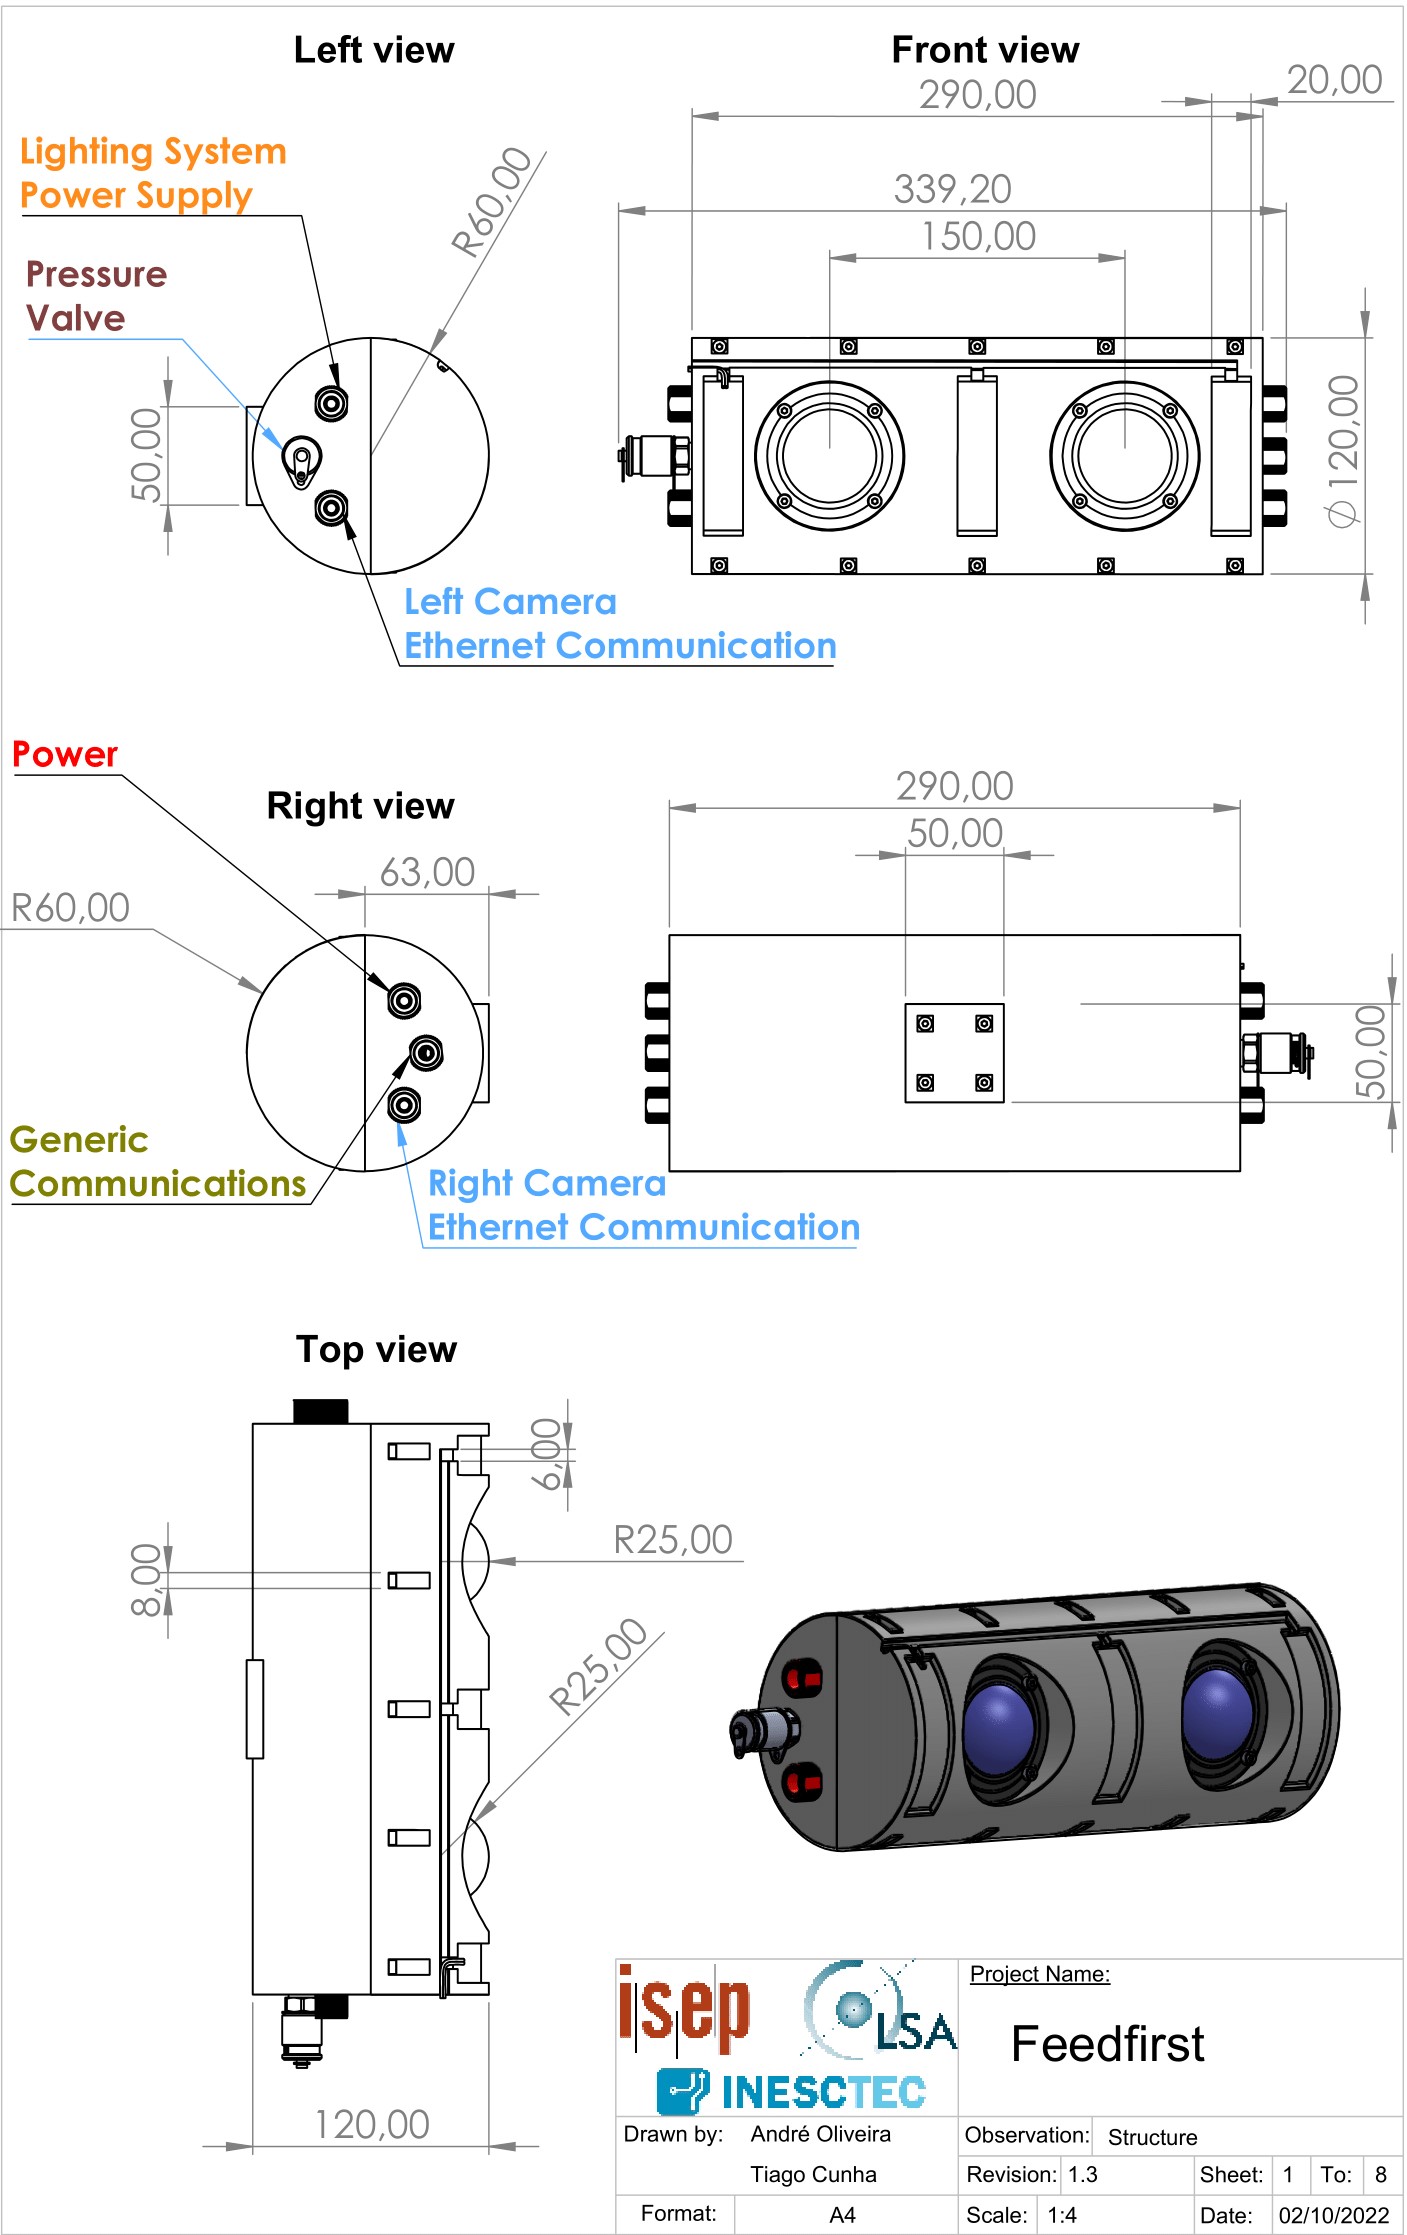 Left view
Front view
290,00
20,00
339,20
150,00
Lighting System
Power Supply
R60,00
Pressure
Valve
50,00
Ø 120,00
Left Camera
Ethernet Communication
Power
Right view
290,00
50,00
63,00
R60,00
50,00
Generic
Communications
Right Camera
Ethernet Communication
Top view
6,00
R25,00
8,00
R25,00
120,00
isep
LSA
INESCTEC
Project Name:
Feedfirst
Drawn by: André Oliveira
Tiago Cunha
Observation: Structure
Revision: 1.3
Sheet: 1 To: 8
Format: A4
Scale: 1:4
Date: 02/10/2022